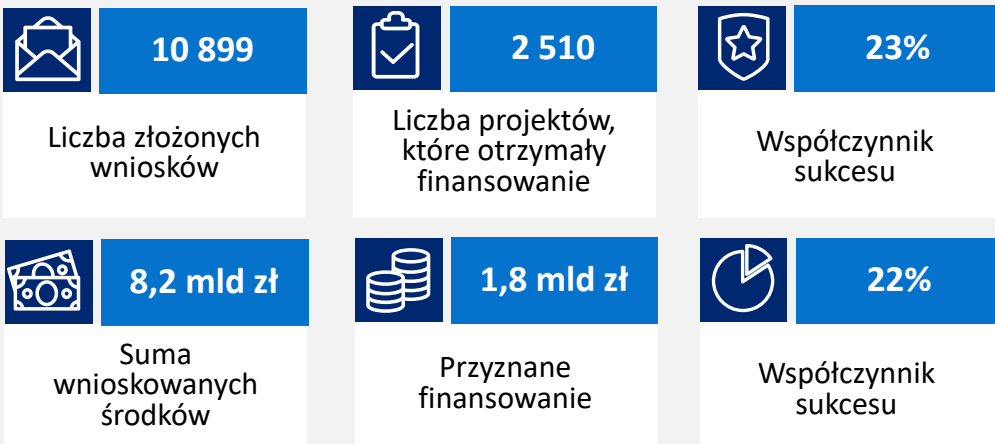 10 899
Liczba złożonych
wniosków
2 510
Liczba projektów,
które otrzymały
finansowanie
23%
Współczynnik
sukcesu
8,2 mld zł
Suma
wnioskowanych
środków
1,8 mld zł
Przyznane
finansowanie
22%
Współczynnik
sukcesu